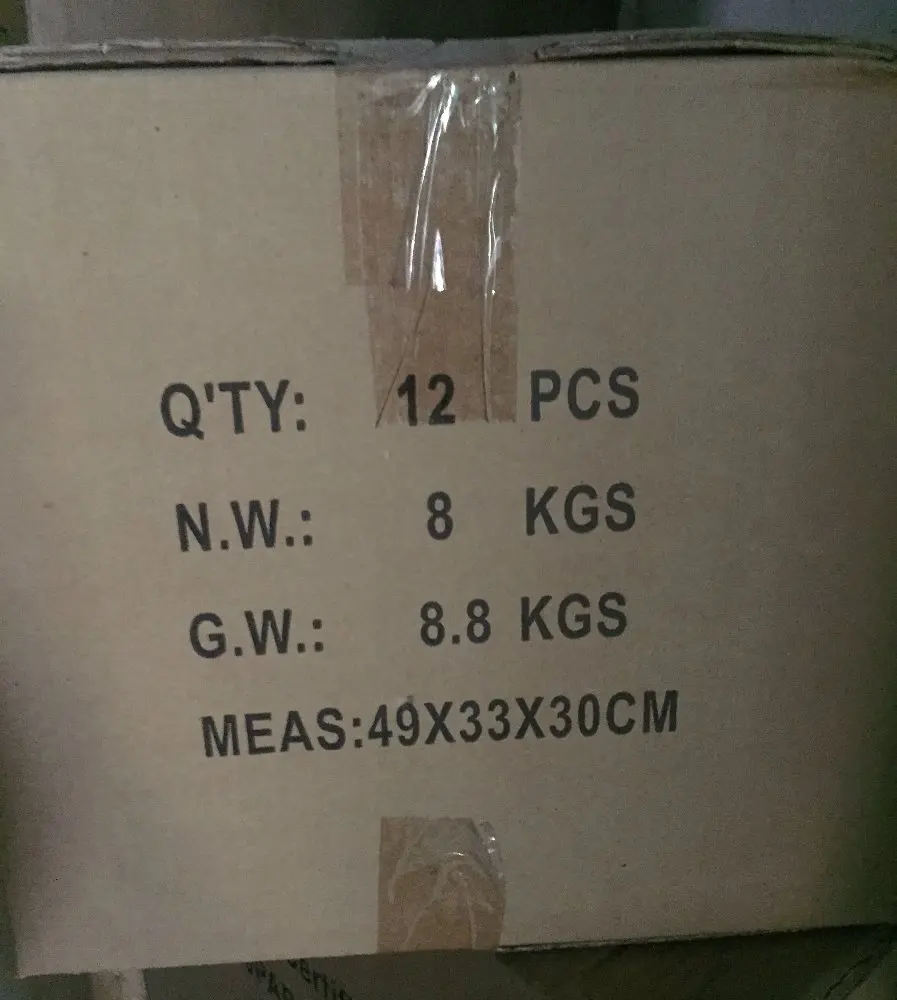 Q'TY: 12 PCS
N.W.: 8 KGS
G.W.: 8.8 KGS
MEAS:49X33X30CM